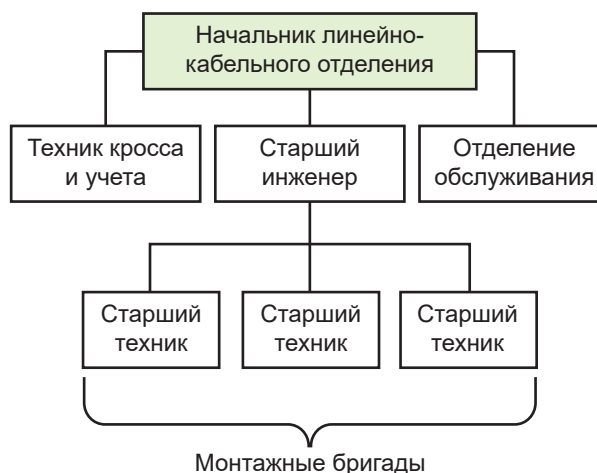 Начальник линейно-
кабельного отделения
Техник кросса
и учета
Старший
инженер
Отделение
обслуживания
Старший
техник
Старший
техник
Старший
техник
Монтажные бригады